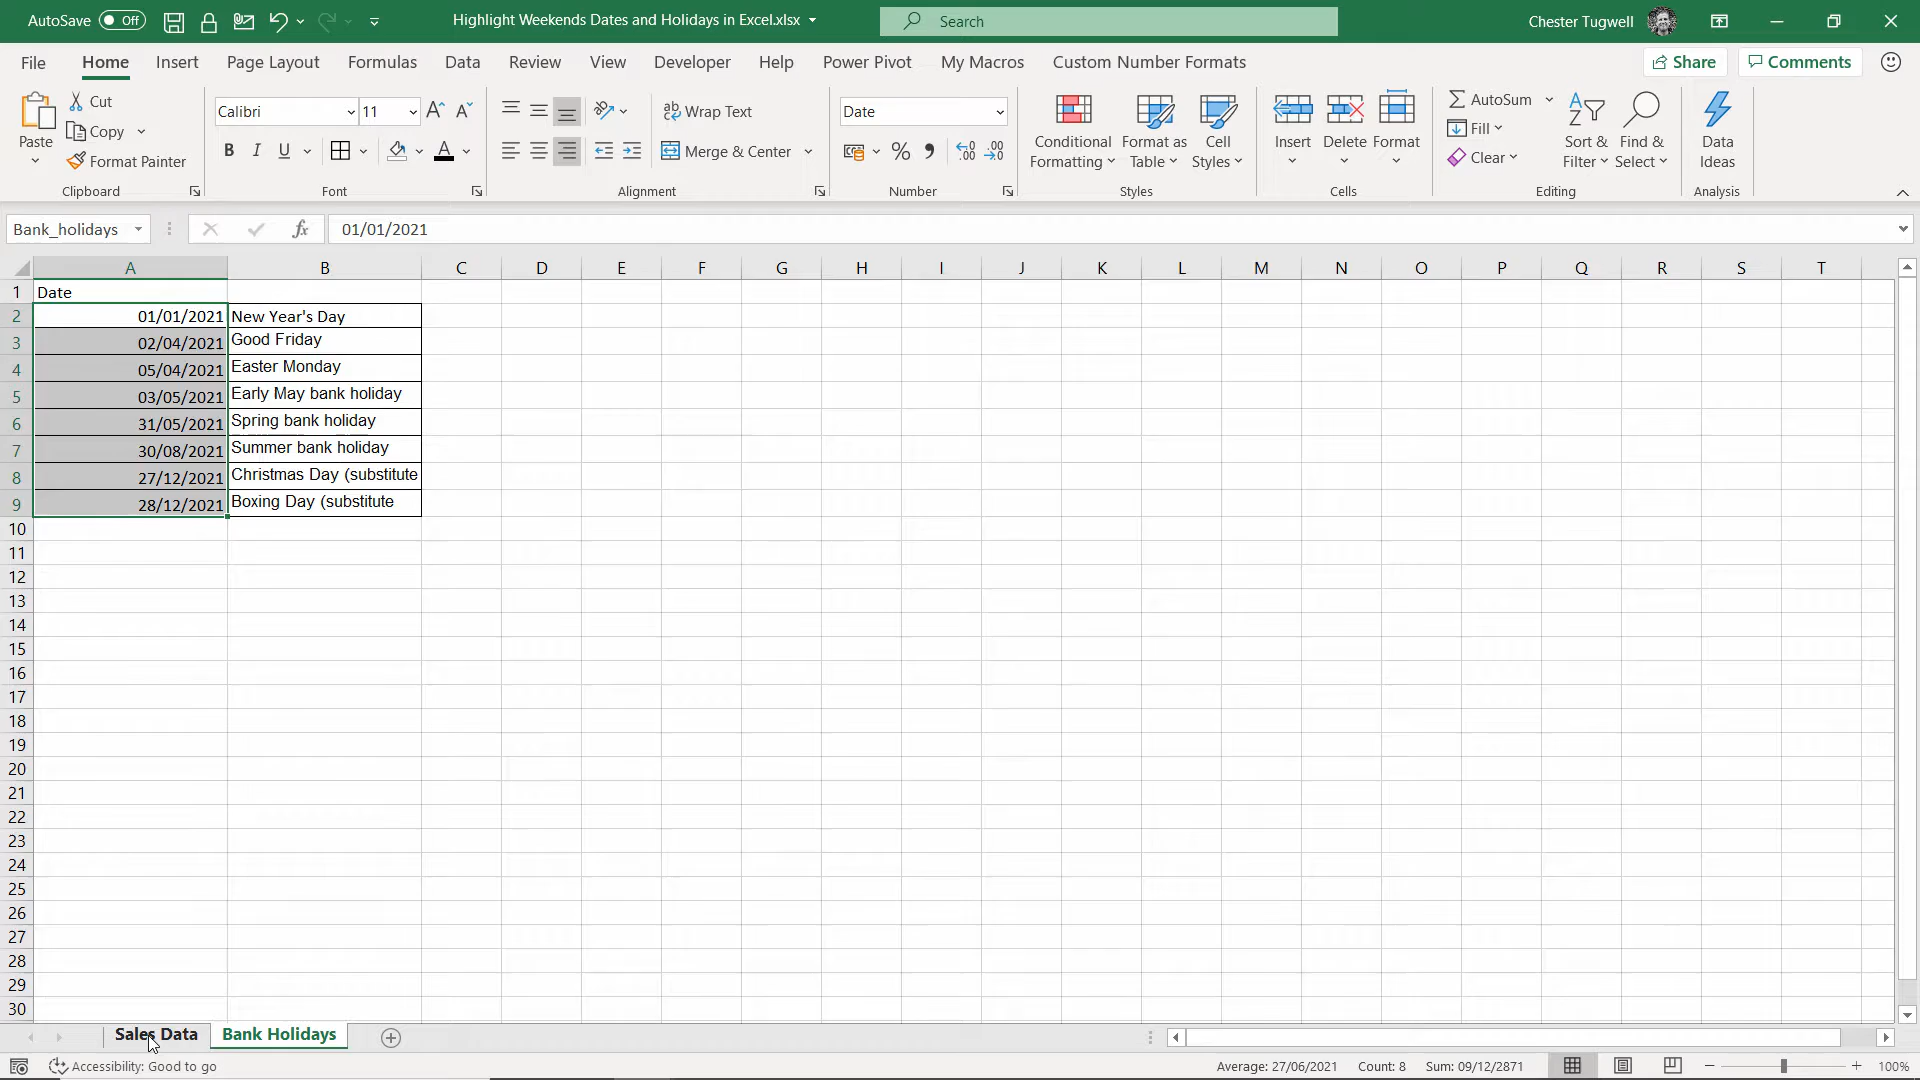 AutoSave Off Highlight Weekends Dates and Holidays in Excel.xlsx Search Chester Tugwell
File Home Insert Page Layout Formulas Data Review View Developer Help Power Pivot My Macros Custom Number Formats Share Comments
Paste Cut Copy Format Painter
Clipboard
Calibri 11
B I U A
Font
Wrap Text
Merge & Center
Alignment
Date
%
Number
Conditional Formatting Format as Table Cell Styles
Styles
Insert Delete Format
Cells
AutoSum Fill Clear Sort & Filter Find & Select
Editing
Data Ideas
Analysis
Bank_holidays fx 01/01/2021
A B C D E F G H I J K L M N O P Q R S T
1 Date
2 01/01/2021 New Year's Day
3 02/04/2021 Good Friday
4 05/04/2021 Easter Monday
5 03/05/2021 Early May bank holiday
6 31/05/2021 Spring bank holiday
7 30/08/2021 Summer bank holiday
8 27/12/2021 Christmas Day (substitute
9 28/12/2021 Boxing Day (substitute
10
11
12
13
14
15
16
17
18
19
20
21
22
23
24
25
26
27
28
29
30
Sales Data Bank Holidays
Accessibility: Good to go Average: 27/06/2021 Count: 8 Sum: 09/12/2871 100%